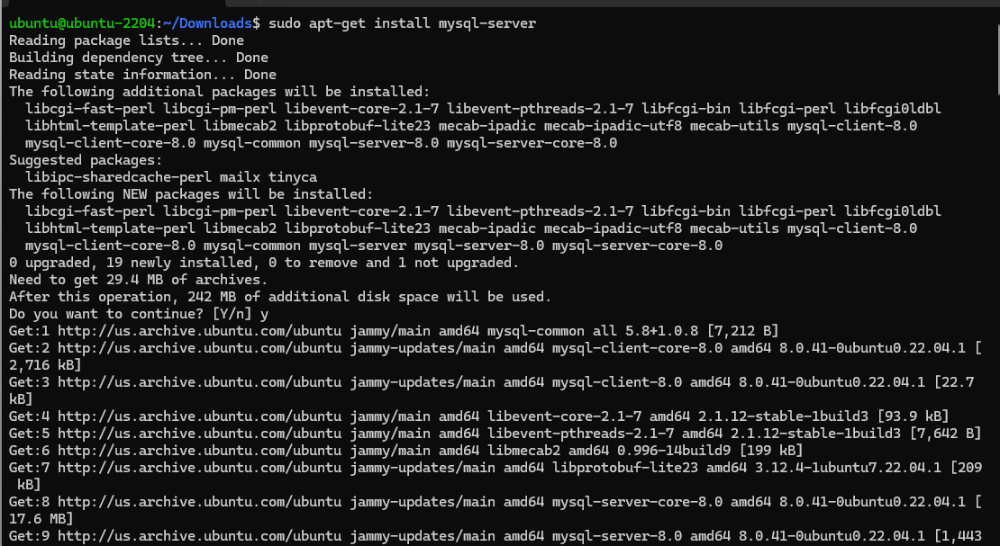 ubuntu@ubuntu-2204:~/Downloads$ sudo apt-get install mysql-server
Reading package lists... Done
Building dependency tree... Done
Reading state information... Done
The following additional packages will be installed:
  libcgi-fast-perl libcgi-pm-perl libevent-core-2.1-7 libevent-pthreads-2.1-7 libfcgi-bin libfcgi-perl libfcgi0ldbl
  libhtml-template-perl libmecab2 libprotobuf-lite23 mecab-ipadic mecab-ipadic-utf8 mecab-utils mysql-client-8.0
  mysql-client-core-8.0 mysql-common mysql-server-8.0 mysql-server-core-8.0
Suggested packages:
  libipc-sharedcache-perl mailx tinyca
The following NEW packages will be installed:
  libcgi-fast-perl libcgi-pm-perl libevent-core-2.1-7 libevent-pthreads-2.1-7 libfcgi-bin libfcgi-perl libfcgi0ldbl
  libhtml-template-perl libmecab2 libprotobuf-lite23 mecab-ipadic mecab-ipadic-utf8 mecab-utils mysql-client-8.0
  mysql-client-core-8.0 mysql-common mysql-server mysql-server-8.0 mysql-server-core-8.0
0 upgraded, 19 newly installed, 0 to remove and 1 not upgraded.
Need to get 29.4 MB of archives.
After this operation, 242 MB of additional disk space will be used.
Do you want to continue? [Y/n] y
Get:1 http://us.archive.ubuntu.com/ubuntu jammy/main amd64 mysql-common all 5.8+1.0.8 [7,212 B]
Get:2 http://us.archive.ubuntu.com/ubuntu jammy-updates/main amd64 mysql-client-core-8.0 amd64 8.0.41-0ubuntu0.22.04.1 [
2,716 kB]
Get:3 http://us.archive.ubuntu.com/ubuntu jammy-updates/main amd64 mysql-client-8.0 amd64 8.0.41-0ubuntu0.22.04.1 [22.7
kB]
Get:4 http://us.archive.ubuntu.com/ubuntu jammy/main amd64 libevent-core-2.1-7 amd64 2.1.12-stable-1build3 [93.9 kB]
Get:5 http://us.archive.ubuntu.com/ubuntu jammy/main amd64 libevent-pthreads-2.1-7 amd64 2.1.12-stable-1build3 [7,642 B]
Get:6 http://us.archive.ubuntu.com/ubuntu jammy/main amd64 libmecab2 amd64 0.996-14build9 [199 kB]
Get:7 http://us.archive.ubuntu.com/ubuntu jammy-updates/main amd64 libprotobuf-lite23 amd64 3.12.4-1ubuntu7.22.04.1 [209
 kB]
Get:8 http://us.archive.ubuntu.com/ubuntu jammy-updates/main amd64 mysql-server-core-8.0 amd64 8.0.41-0ubuntu0.22.04.1 [
17.6 MB]
Get:9 http://us.archive.ubuntu.com/ubuntu jammy-updates/main amd64 mysql-server-8.0 amd64 8.0.41-0ubuntu0.22.04.1 [1,443